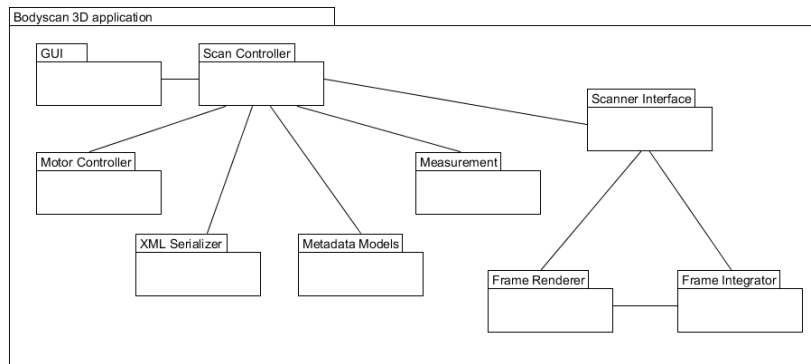 Bodyscan 3D application
GUI
Scan Controller
Scanner Interface
Motor Controller
Measurement
XML Serializer
Metadata Models
Frame Renderer
Frame Integrator